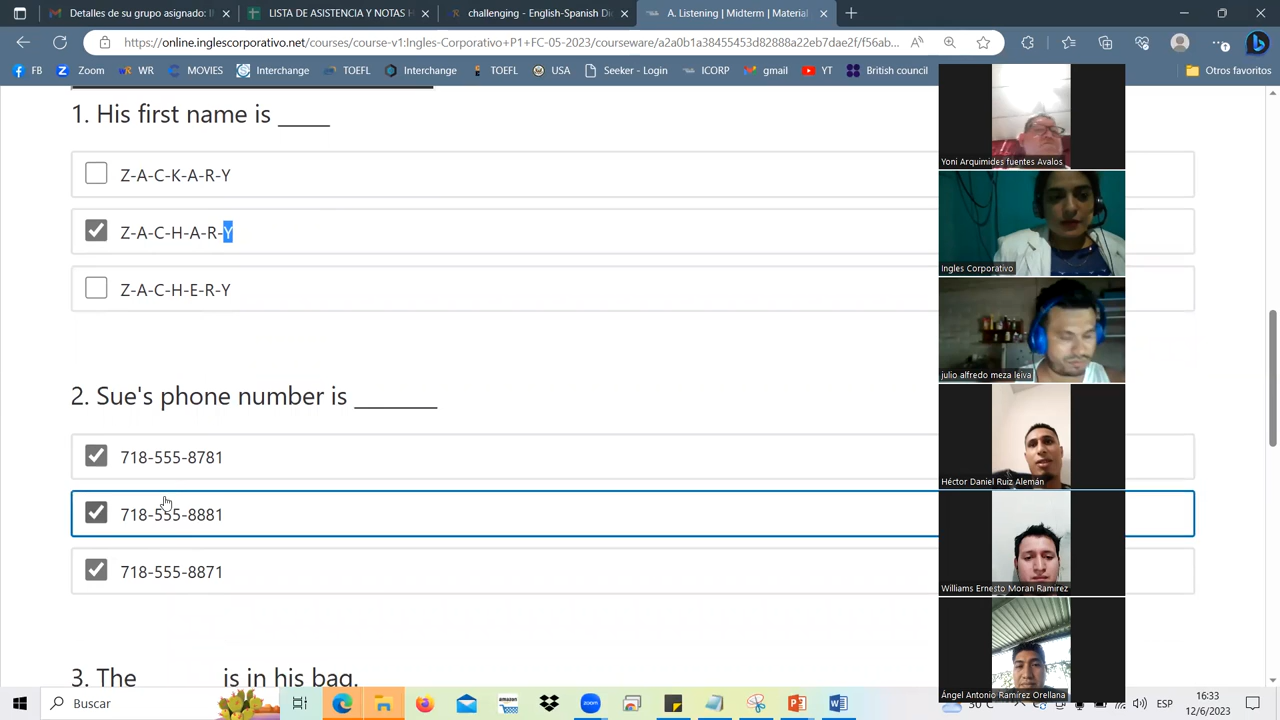 Su grupo asignado: Inst
LISTA DE ASISTENCIA Y NOTAS H
challenging - English-Spanish Di
A. Listening | Midterm | Material
https://online.inglescorporativo.net/courses/course-v1:Ingles-Corporativo+P1+FC-05-2023/courseware/a2a0b1a38455453d82888a22eb7dae2f/f56ab...
FB
Zoom
WR
MOVIES
Interchange
TOEFL
Interchange
TOEFL
USA
Seeker - Login
ICORP
gmail
YT
British council
Otros favoritos
1. His first name is _____
Z-A-C-K-A-R-Y
Z-A-C-H-A-R-Y
Z-A-C-H-E-R-Y
2. Sue's phone number is ________
718-555-8781
718-555-8881
718-555-8871
3. The ______ is in his bag.
Yoni Arquimides fuentes Avalos
Ingles Corporativo
julio alfredo meza leiva
Héctor Daniel Ruiz Alemán
Williams Ernesto Moran Ramirez
Ángel Antonio Ramírez Orellana
Buscar
amazon
zoom
30°C
ESP
16:33
12/6/2023